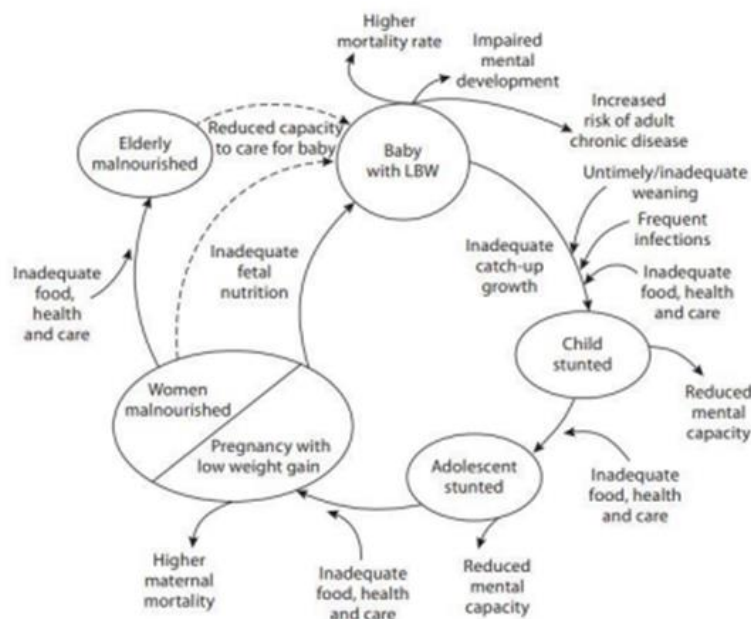 Higher
mortality rate
Impaired
mental
development
Increased
risk of adult
chronic disease
Elderly
malnourished
Reduced capacity
to care for baby
Baby
with LBW
Untimely/inadequate
weaning
Frequent
infections
Inadequate
food, health
and care
Inadequate
catch-up
growth
Inadequate
fetal
nutrition
Inadequate
food,
health
and care
Child
stunted
Reduced
mental
capacity
Women
malnourished
Pregnancy with
low weight gain
Adolescent
stunted
Inadequate
food, health
and care
Higher
maternal
mortality
Inadequate
food, health
and care
Reduced
mental
capacity